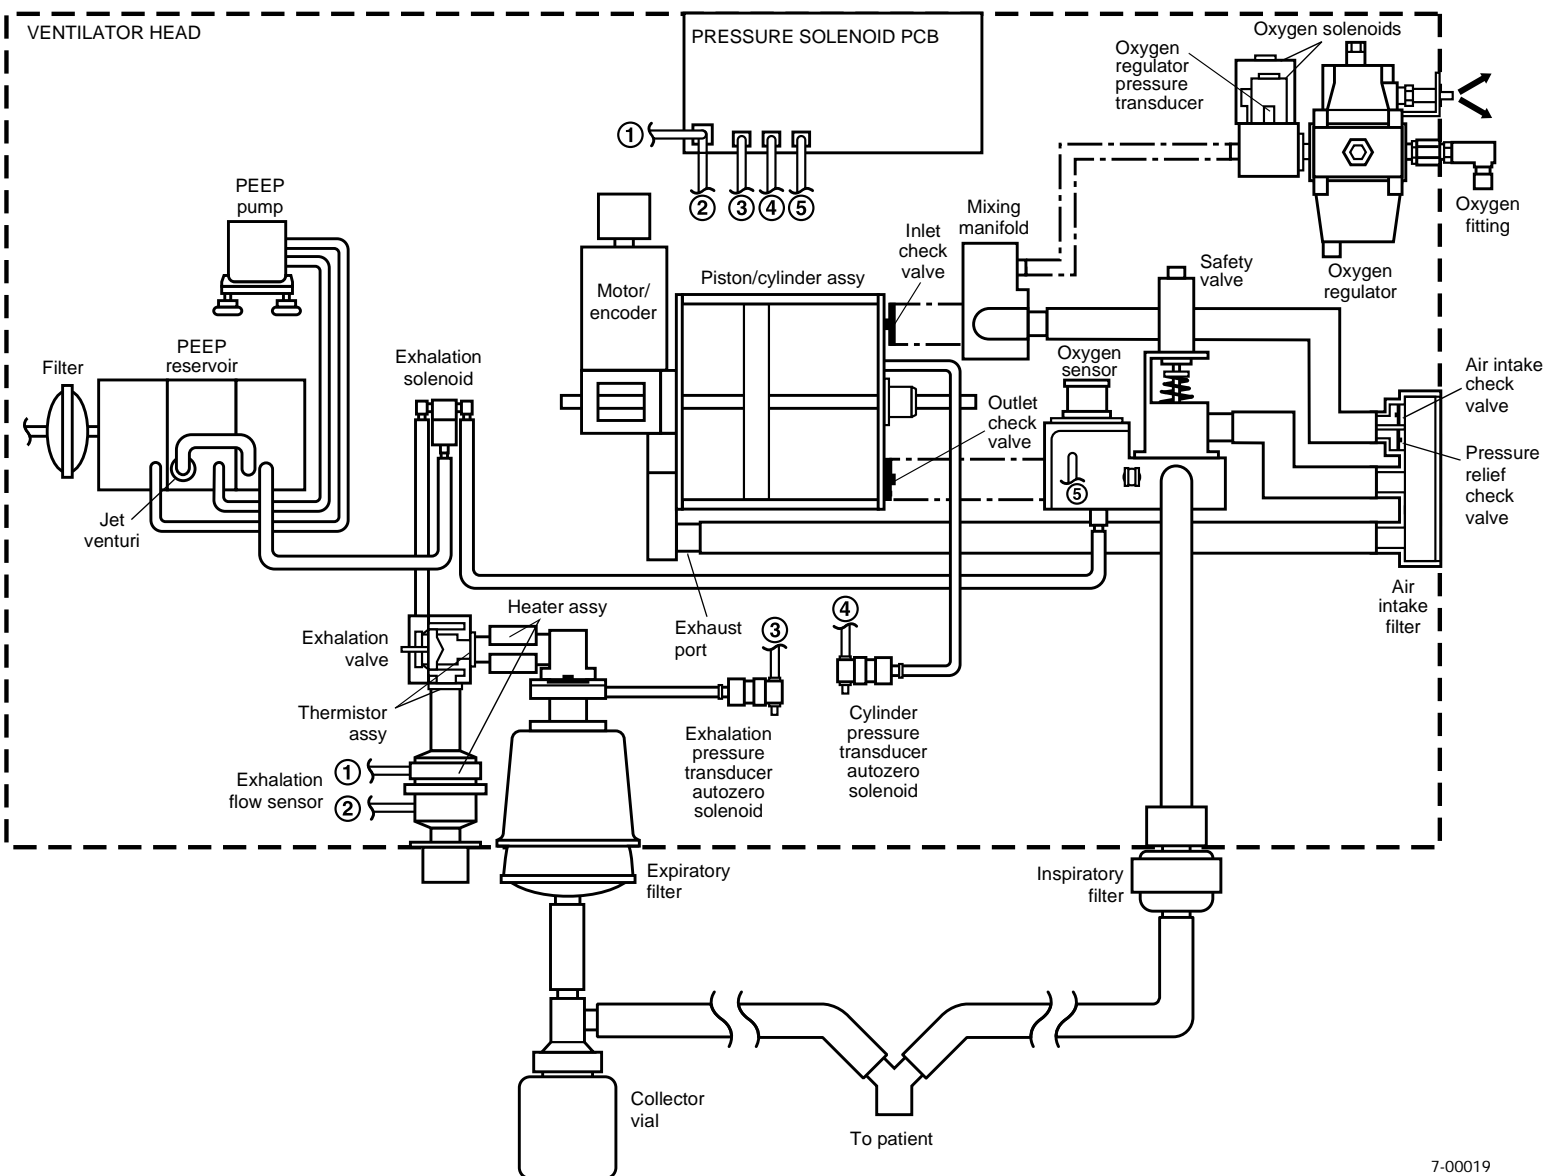 VENTILATOR HEAD
PRESSURE SOLENOID PCB
Oxygen solenoids
Oxygen
regulator
pressure
transducer
1
2
3
4
5
PEEP
pump
Oxygen
fitting
Mixing
manifold
Inlet
check
valve
Safety
valve
Oxygen
regulator
Piston/cylinder assy
Motor/
encoder
PEEP
reservoir
Filter
Exhalation
solenoid
Oxygen
sensor
Air intake
check
valve
Outlet
check
valve
Pressure
relief
check
valve
5
Jet
venturi
Air
intake
filter
Heater assy
Exhaust
port
3
4
Exhalation
valve
Thermistor
assy
Exhalation
pressure
transducer
autozero
solenoid
Cylinder
pressure
transducer
autozero
solenoid
Exhalation
flow sensor
1
2
Expiratory
filter
Inspiratory
filter
Collector
vial
To patient
7-00019